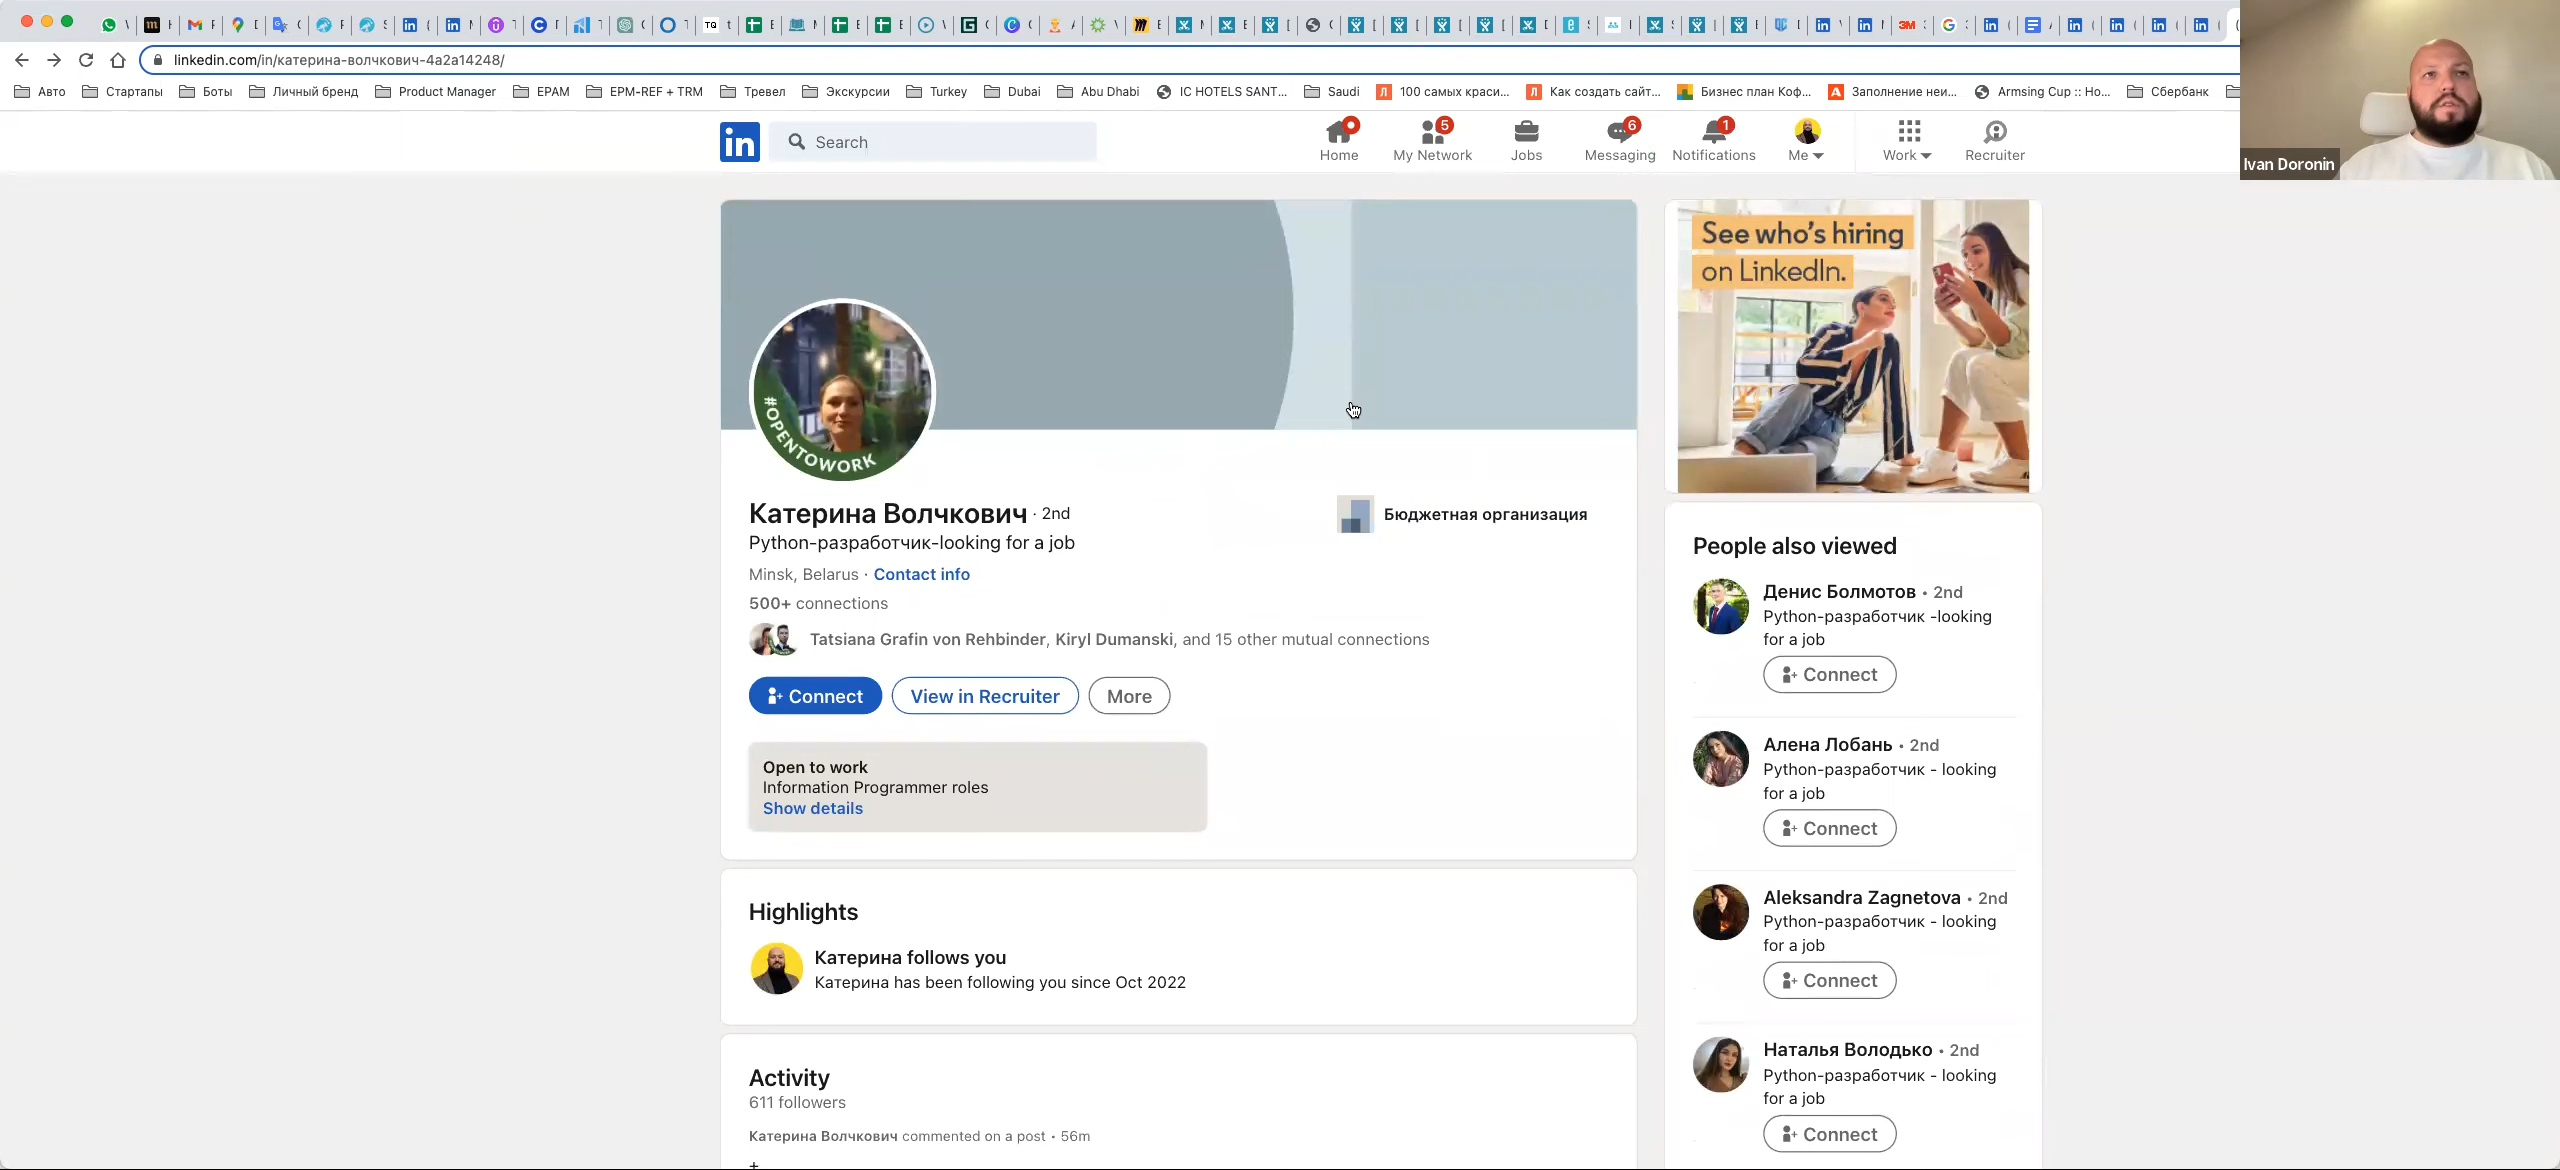 linkedin.com/in/катерина-волчкович-4a2a14248/
Авто
Стартапы
Боты
Личный бренд
Product Manager
EPAM
EPM-REF + TRM
Тревел
Экскурсии
Turkey
Dubai
Abu Dhabi
IC HOTELS SANT...
Saudi
100 самых краси...
Как создать сайт...
Бизнес план Коф...
Заполнение неи...
Armsing Cup :: Ho...
Сбербанк
Ivan Doronin
in
Search
Home
5
My Network
Jobs
6
Messaging
1
Notifications
Me
Work
Recruiter
See who's hiring
on LinkedIn.
#OPENTOWORK
Катерина Волчкович · 2nd
Python-разработчик-looking for a job
Minsk, Belarus · Contact info
500+ connections
Tatsiana Grafin von Rehbinder, Kiryl Dumanski, and 15 other mutual connections
Connect
View in Recruiter
More
Бюджетная организация
Open to work
Information Programmer roles
Show details
Highlights
Катерина follows you
Катерина has been following you since Oct 2022
Activity
611 followers
Катерина Волчкович commented on a post • 56m
+
People also viewed
Денис Болмотов • 2nd
Python-разработчик -looking
for a job
Connect
Алена Лобань • 2nd
Python-разработчик - looking
for a job
Connect
Aleksandra Zagnetova • 2nd
Python-разработчик - looking
for a job
Connect
Наталья Володько • 2nd
Python-разработчик - looking
for a job
Connect